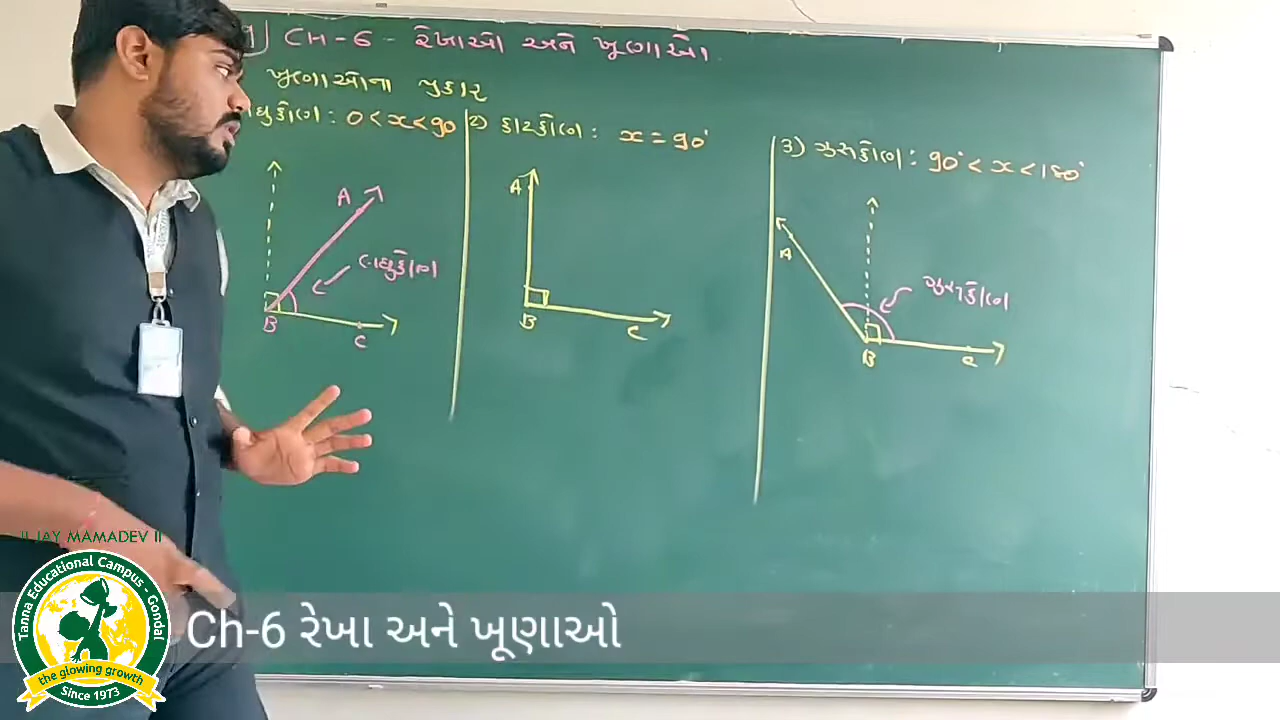 CH-6 - રેખાઓ અને ખૂણાઓ
ખૂણાઓના પ્રકાર
ઘુકોણ : 0 < x < 90
2) કાટકોણ : x = 90°
3) ગુરુકોણ : 90° < x < 180°
A
લઘુકોણ
B
C
A
B
C
A
ગુરુકોણ
B
C
II JAY MAMADEV II
Tanna Educational Campus - Gondal
the glowing growth
Since 1973
Ch-6 રેખા અને ખૂણાઓ